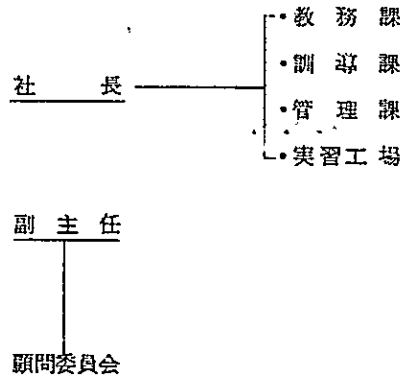 ・教務課
・訓導課
社長
・管理課
・実習工場
副主任
顧問委員会